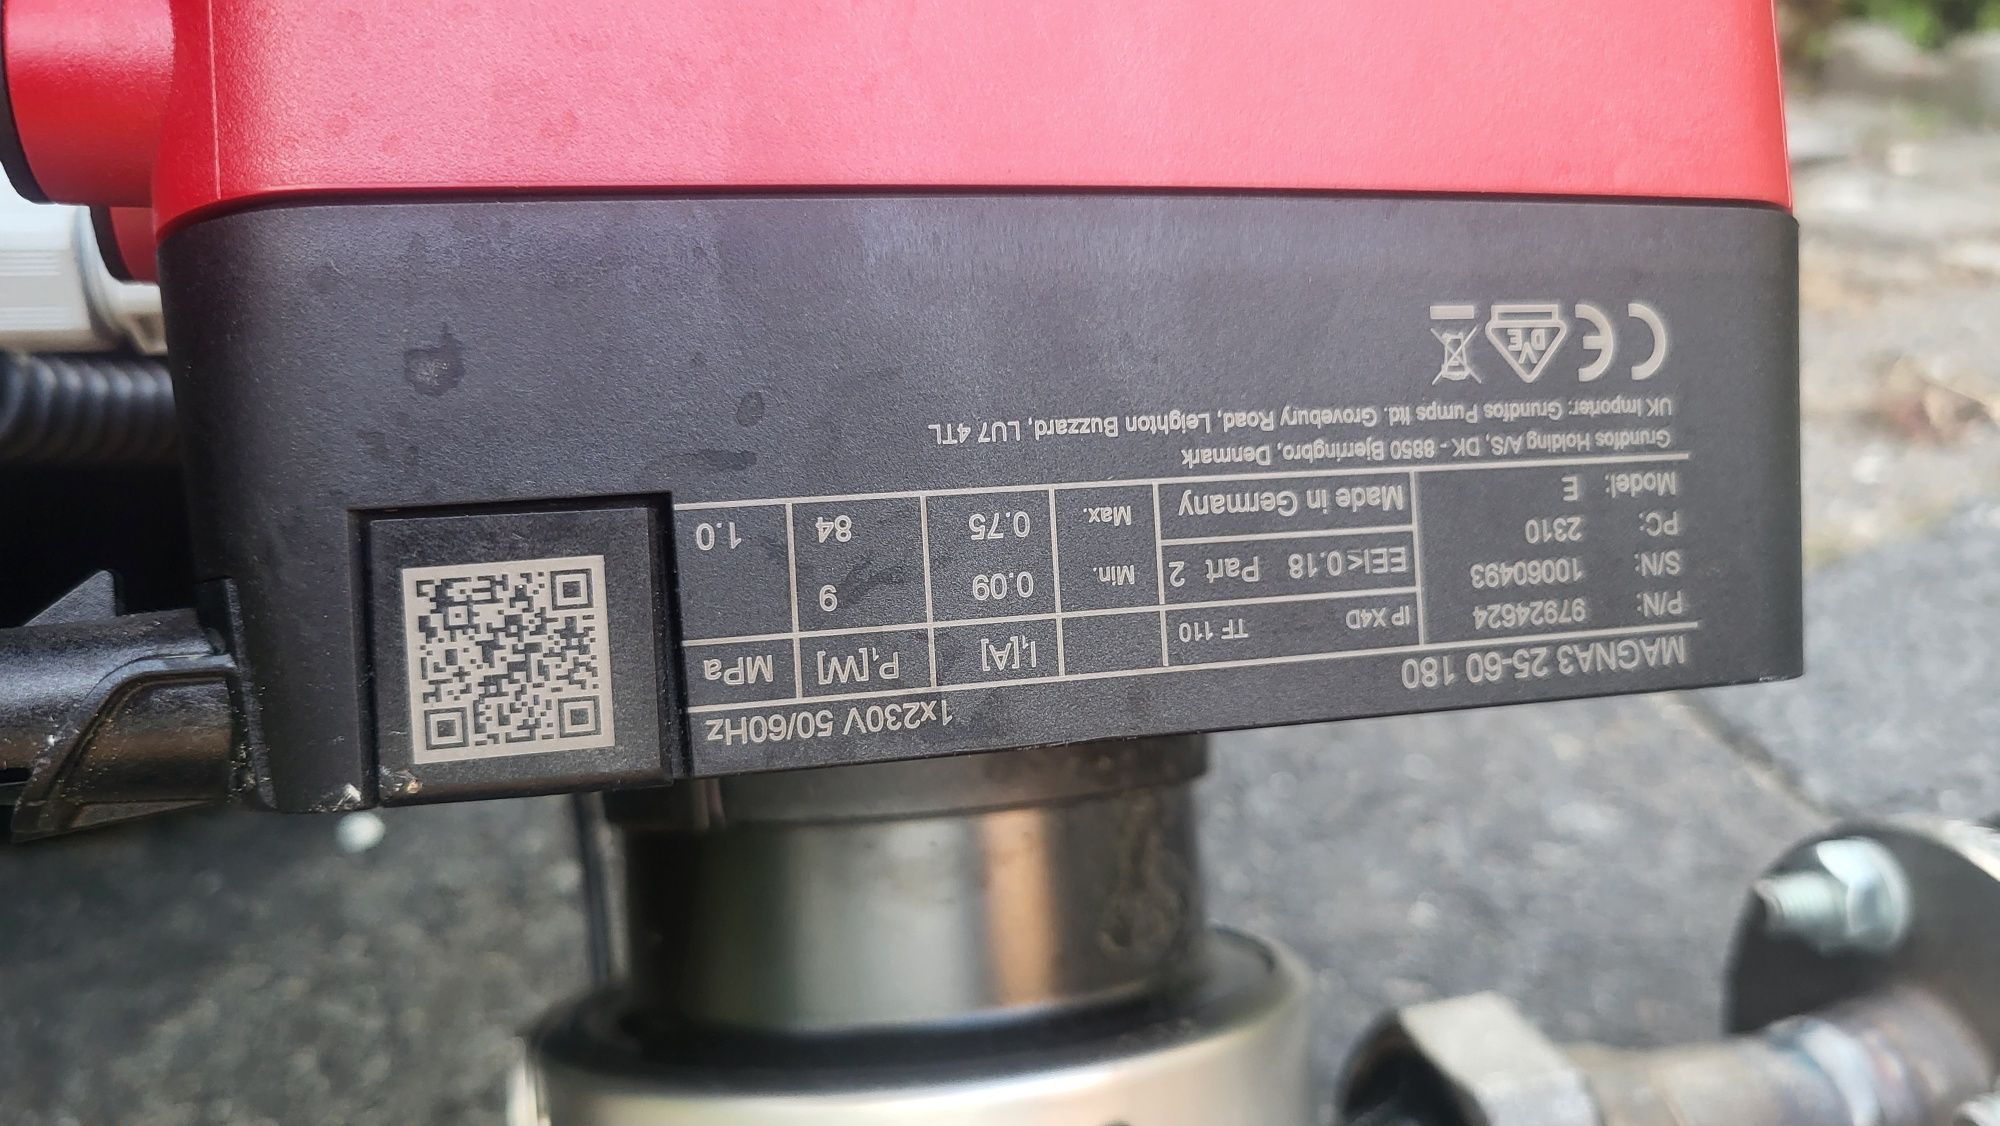 MAGNA3 25-60 180
1x230V 50/60Hz
P/N: 97924624
S/N: 10060493
PC: 2310
Model: E
IP X4D TF 110
EEI≤0.18 Part 2
Made in Germany
I₁[A] P₁[W] MPa
Min. 0.09 9
Max. 0.75 84 1.0
Grundfos Holding A/S, DK - 8850 Bjerringbro, Denmark
UK Importer: Grundfos Pumps ltd. Grovebury Road, Leighton Buzzard, LU7 4TL
CE VDE